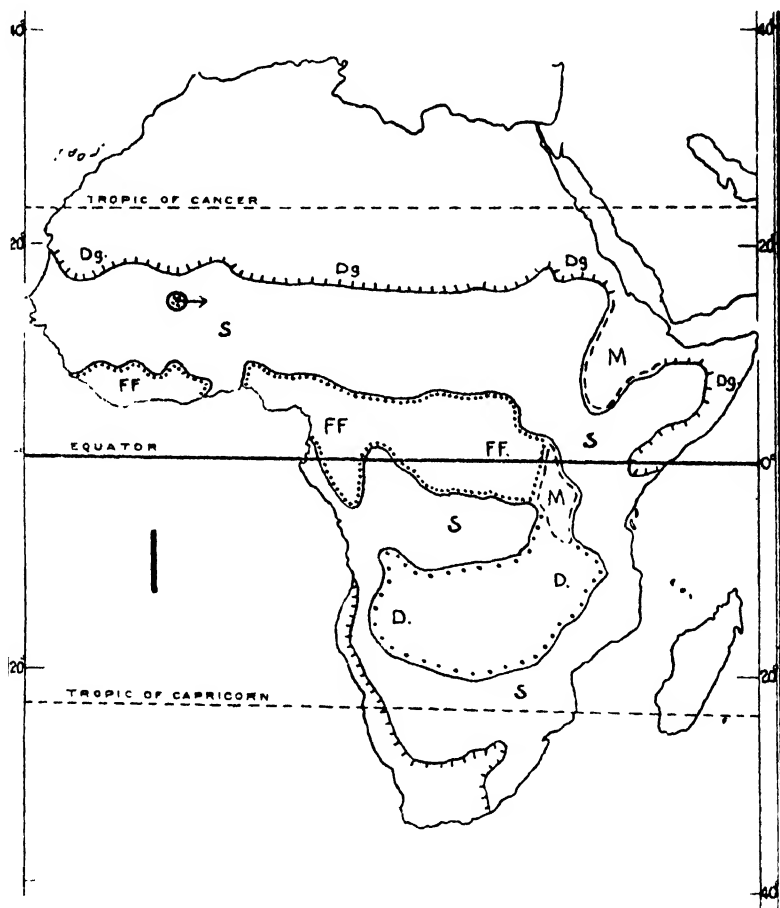 40°
TROPIC OF CANCER
20°
20°
Dg.
Dg
Dg
S
M
FF
Dg.
FF
S
EQUATOR
FF.
0°
M
S
D.
D.
20°
20°
TROPIC OF CAPRICORN
S
40